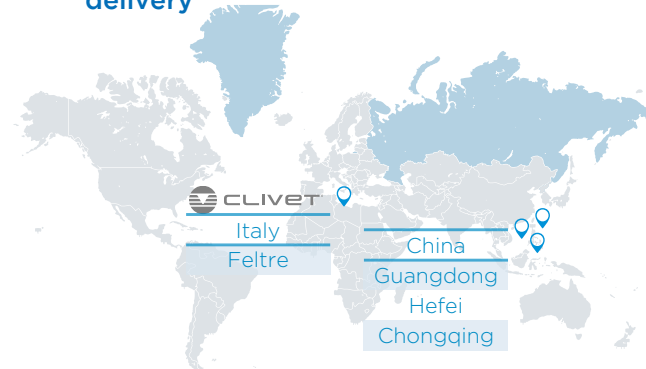 delivery
CLIVET
Italy
Feltre
China
Guangdong
Hefei
Chongqing